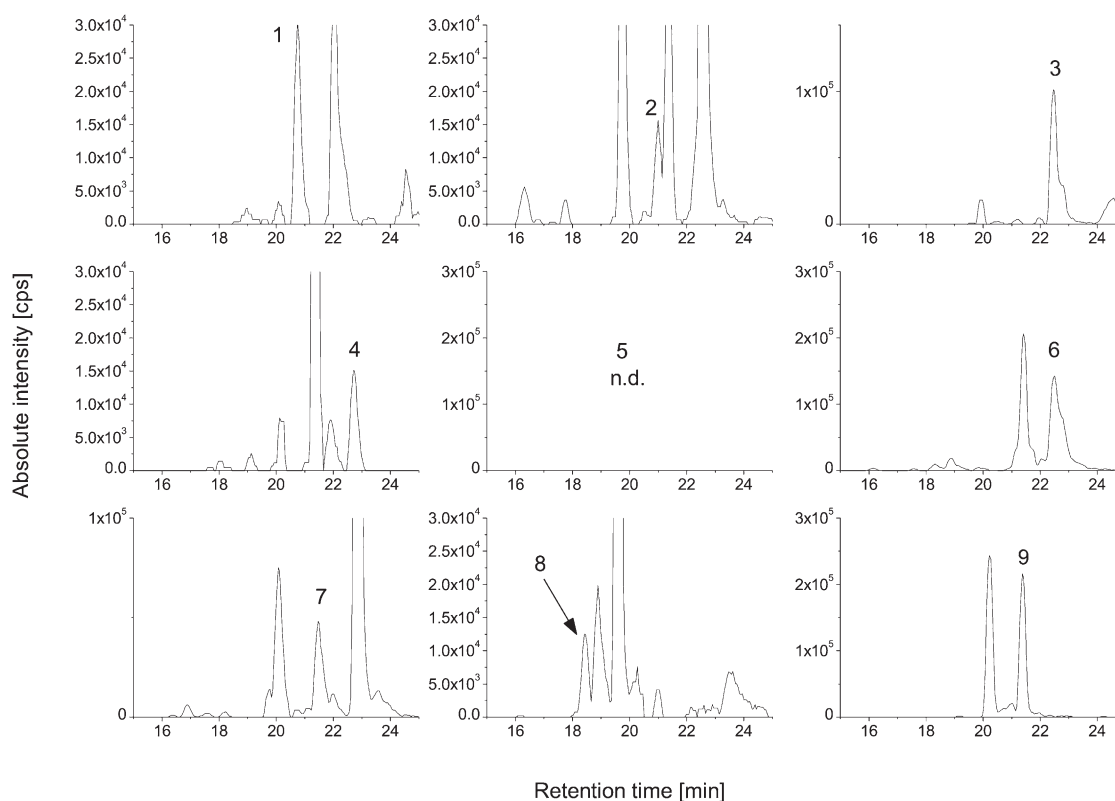 Absolute intensity [cps]
3.0x10⁴
2.5x10⁴
2.0x10⁴
1.5x10⁴
1.0x10⁴
5.0x10³
0.0
1
16 18 20 22 24
3.0x10⁴
2.5x10⁴
2.0x10⁴
1.5x10⁴
1.0x10⁴
5.0x10³
0.0
2
16 18 20 22 24
1x10⁵
0
3
16 18 20 22 24
3.0x10⁴
2.5x10⁴
2.0x10⁴
1.5x10⁴
1.0x10⁴
5.0x10³
0.0
4
16 18 20 22 24
3x10⁵
2x10⁵
1x10⁵
0
5
n.d.
16 18 20 22 24
3x10⁵
2x10⁵
1x10⁵
0
6
16 18 20 22 24
1x10⁵
0
7
16 18 20 22 24
3.0x10⁴
2.5x10⁴
2.0x10⁴
1.5x10⁴
1.0x10⁴
5.0x10³
0.0
8
16 18 20 22 24
3x10⁵
2x10⁵
1x10⁵
0
9
16 18 20 22 24
Retention time [min]